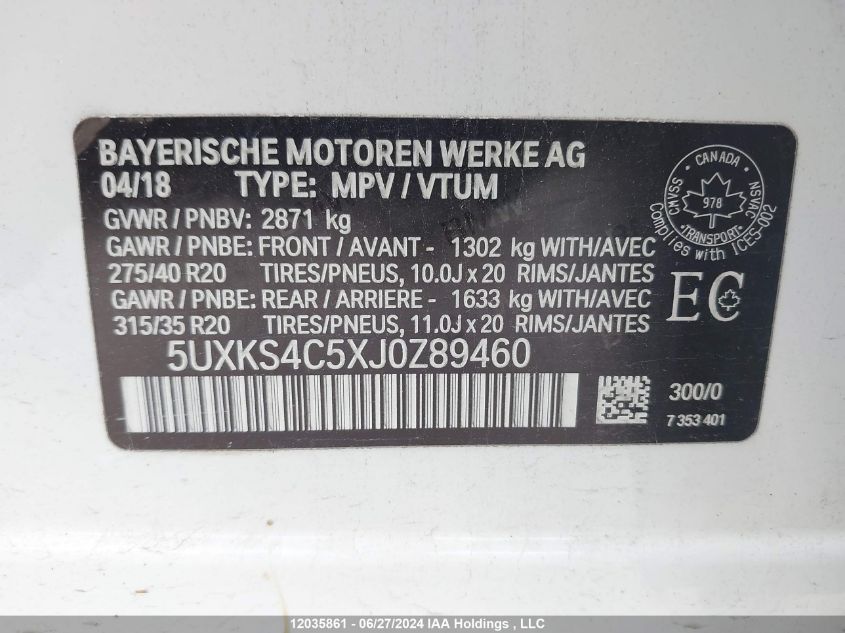 BAYERISCHE MOTOREN WERKE AG
04/18 TYPE: MPV / VTUM
GVWR / PNBV: 2871 kg
GAWR / PNBE: FRONT / AVANT - 1302 kg WITH/AVEC
275/40 R20 TIRES/PNEUS, 10.0J x 20 RIMS/JANTES
GAWR / PNBE: REAR / ARRIERE - 1633 kg WITH/AVEC
315/35 R20 TIRES/PNEUS, 11.0J x 20 RIMS/JANTES
5UXKS4C5XJ0Z89460
CANADA
CMVSS
NSVAC
978
TRANSPORT
Complies with ICES-002
EC
300/0
7 353 401
12035861 - 06/27/2024 IAA Holdings , LLC